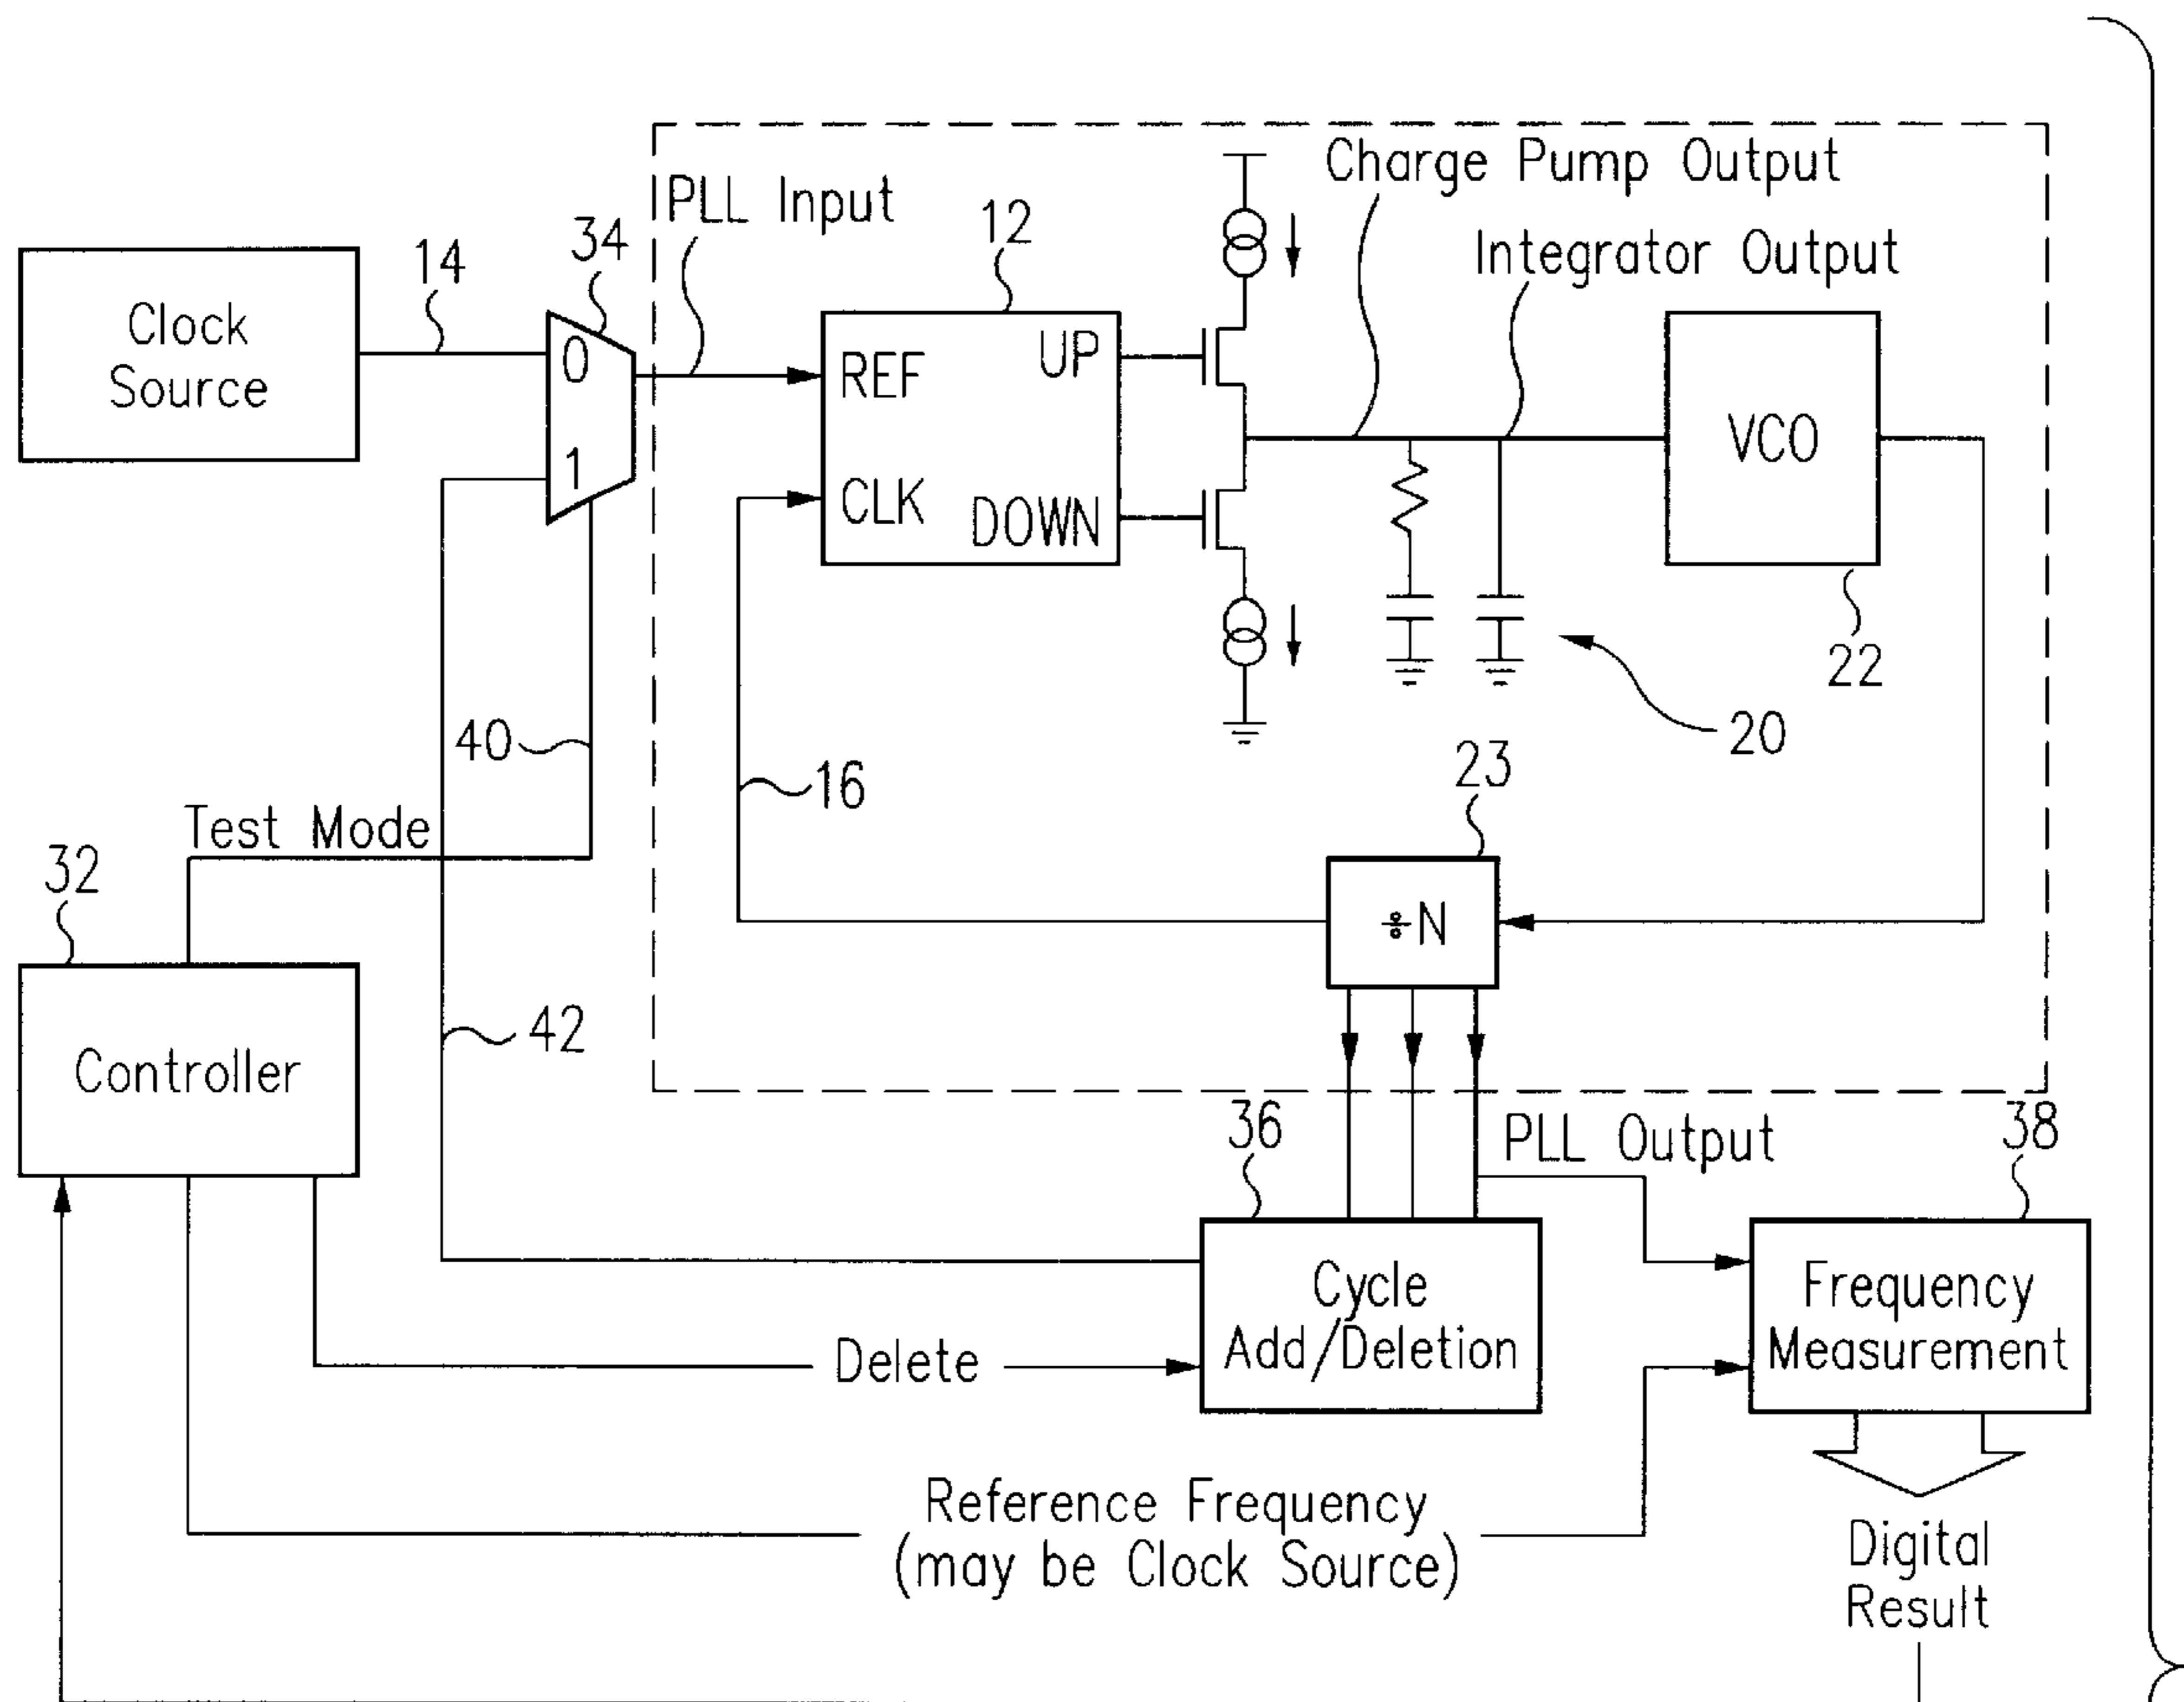 Charge Pump Output
PLL Input
12
34
14
Integrator Output
Clock
Source
0
1
REF
UP
CLK
DOWN
VCO
22
20
40
16
23
Test Mode
32
÷N
42
Controller
36
PLL Output
38
Cycle
Add/Deletion
Frequency
Measurement
Delete
Reference Frequency
(may be Clock Source)
Digital
Result